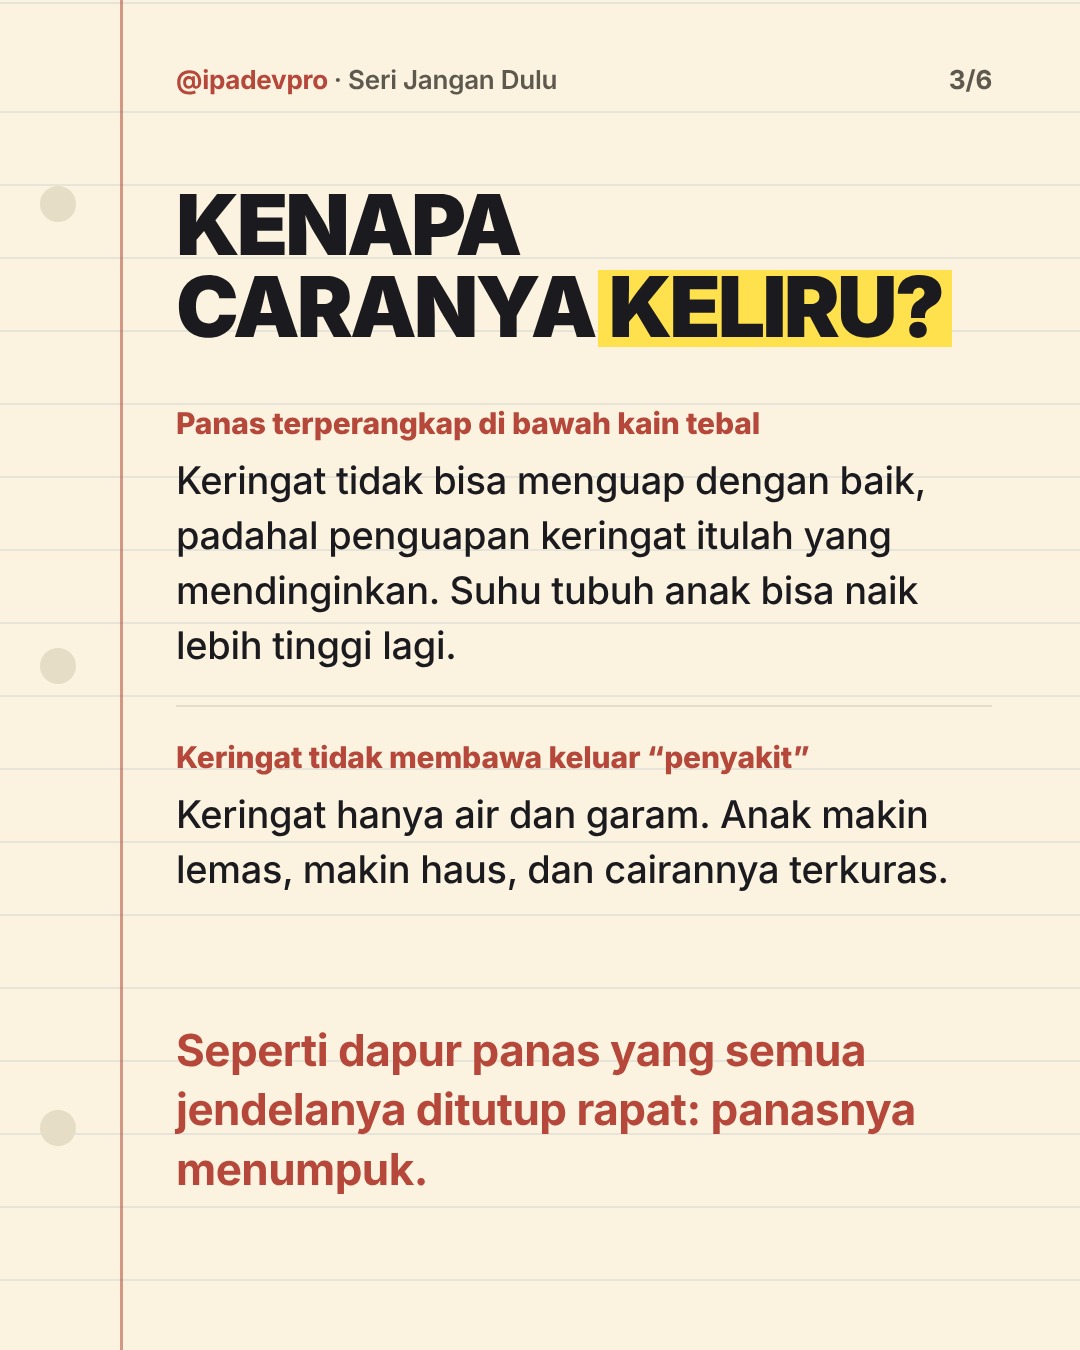 @ipadevpro · Seri Jangan Dulu
3/6
KENAPA
CARANYA KELIRU?
Panas terperangkap di bawah kain tebal
Keringat tidak bisa menguap dengan baik,
padahal penguapan keringat itulah yang
mendinginkan. Suhu tubuh anak bisa naik
lebih tinggi lagi.
Keringat tidak membawa keluar “penyakit”
Keringat hanya air dan garam. Anak makin
lemas, makin haus, dan cairannya terkuras.
Seperti dapur panas yang semua
jendelanya ditutup rapat: panasnya
menumpuk.